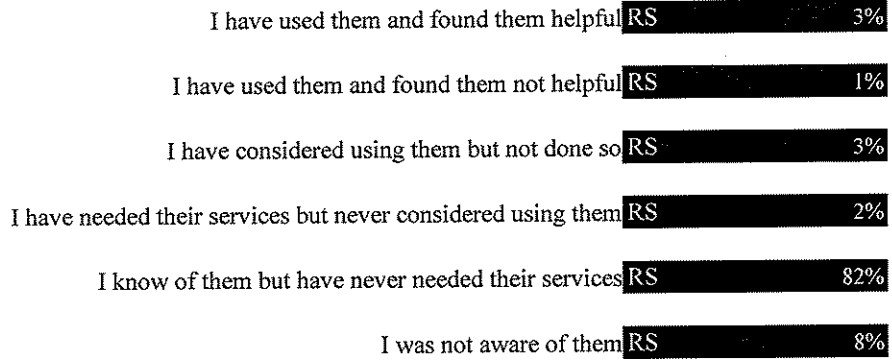 I have used them and found them helpful RS 3%
I have used them and found them not helpful RS 1%
I have considered using them but not done so RS 3%
I have needed their services but never considered using them RS 2%
I know of them but have never needed their services RS 82%
I was not aware of them RS 8%